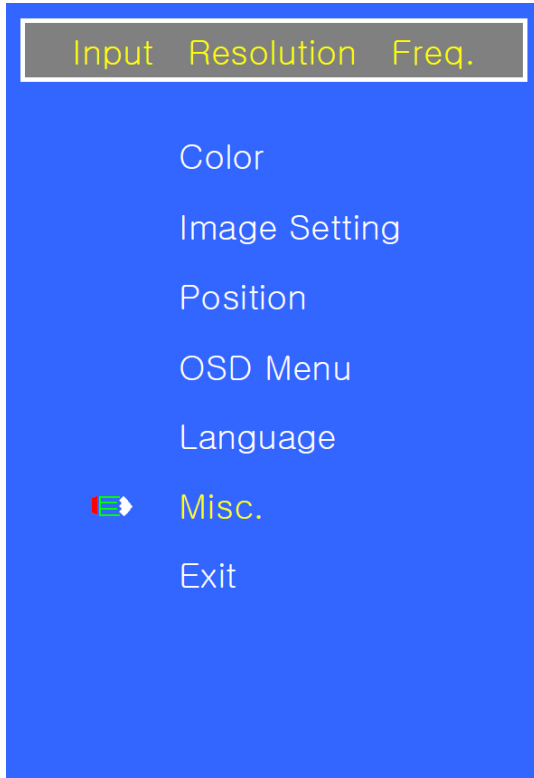 Input Resolution Freq.
Color
Image Setting
Position
OSD Menu
Language
Misc.
Exit